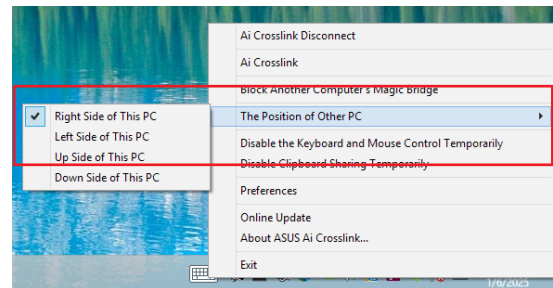 Ai Crosslink Disconnect
Ai Crosslink
Block Another Computer's Magic Bridge
The Position of Other PC
Right Side of This PC
Left Side of This PC
Up Side of This PC
Down Side of This PC
Disable the Keyboard and Mouse Control Temporarily
Disable Clipboard Sharing Temporarily
Preferences
Online Update
About ASUS Ai Crosslink...
Exit
1/6/2025